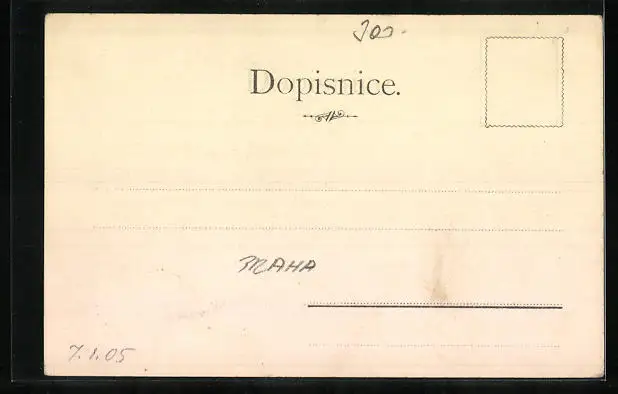 300.-
Dopisnice.
PRAHA
7.1.05